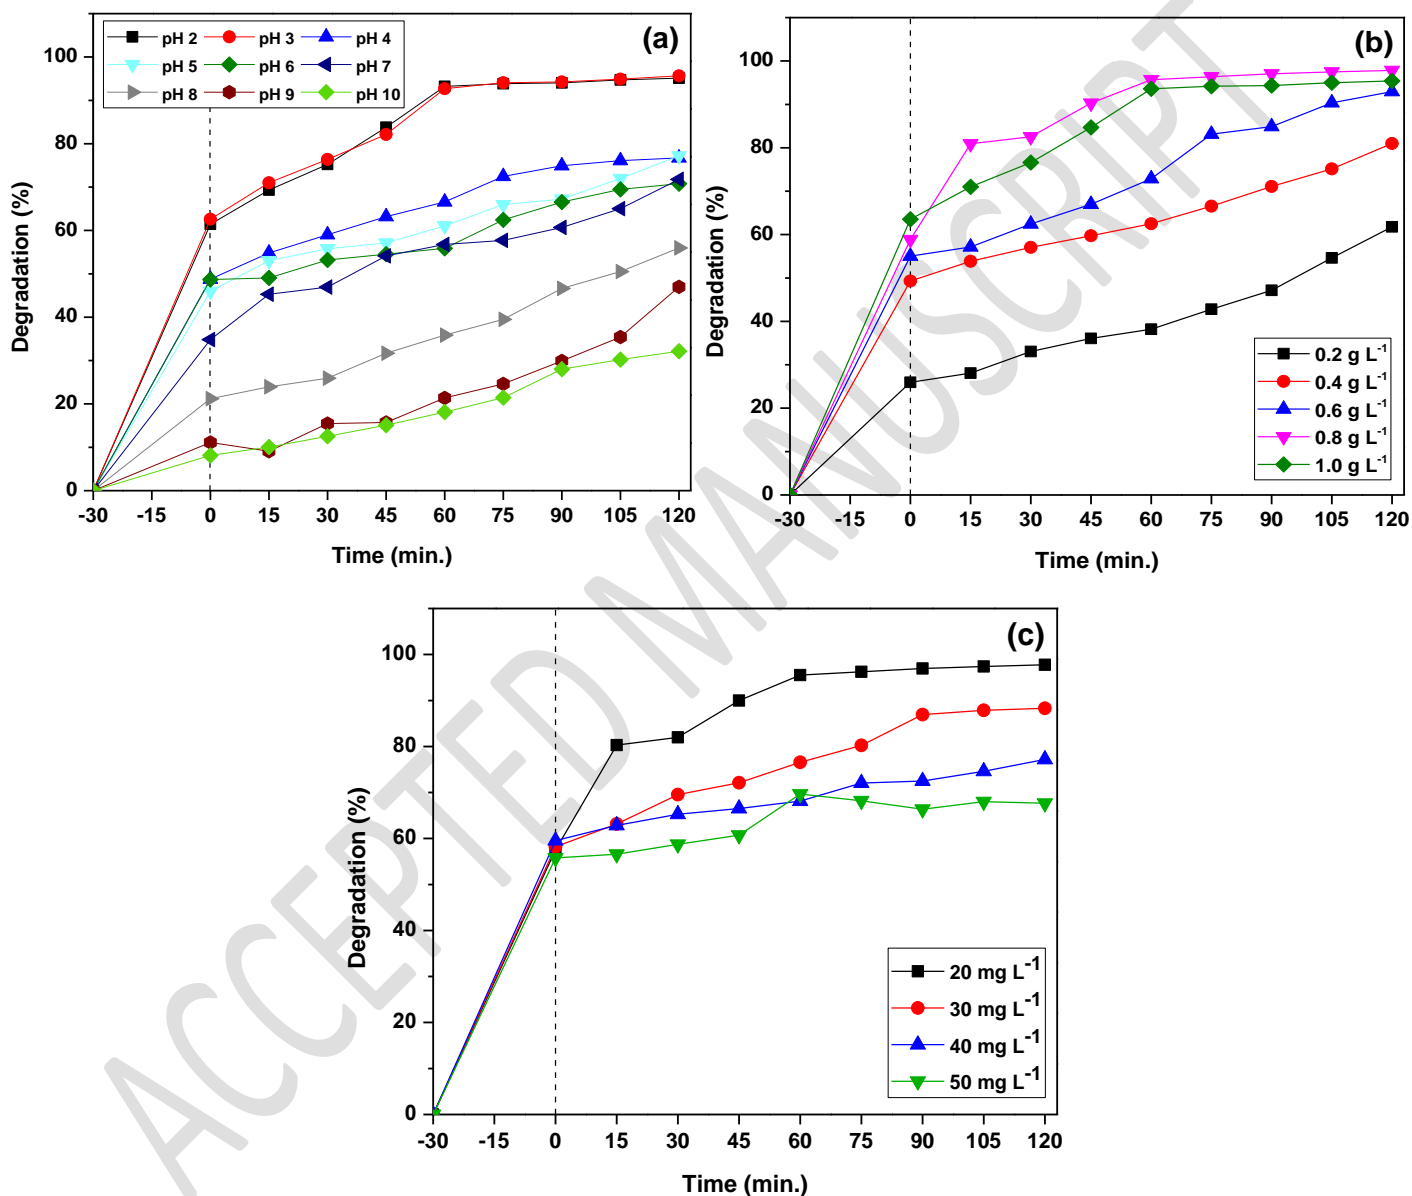 (a)
pH 2 pH 3 pH 4
pH 5 pH 6 pH 7
pH 8 pH 9 pH 10
100
80
60
40
20
0
-30 -15 0 15 30 45 60 75 90 105 120
Degradation (%)
Time (min.)
(b)
100
80
60
40
20
0
-30 -15 0 15 30 45 60 75 90 105 120
Degradation (%)
Time (min.)
0.2 g L⁻¹
0.4 g L⁻¹
0.6 g L⁻¹
0.8 g L⁻¹
1.0 g L⁻¹
(c)
100
80
60
40
20
0
-30 -15 0 15 30 45 60 75 90 105 120
Degradation (%)
Time (min.)
20 mg L⁻¹
30 mg L⁻¹
40 mg L⁻¹
50 mg L⁻¹
ACCEPTED MANUSCRIPT